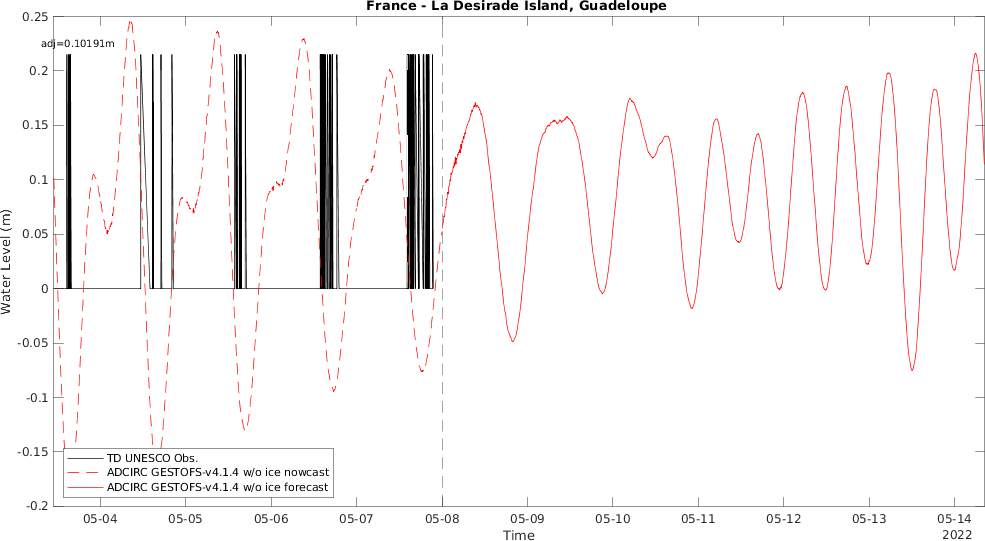 France - La Desirade Island, Guadeloupe
0.25
adj=0.10191m
0.2
0.15
0.1
0.05
0
-0.05
-0.1
-0.15
-0.2
Water Level (m)
TD UNESCO Obs.
ADCIRC GESTOFS-v4.1.4 w/o ice nowcast
ADCIRC GESTOFS-v4.1.4 w/o ice forecast
05-04 05-05 05-06 05-07 05-08 05-09 05-10 05-11 05-12 05-13 05-14
Time
2022